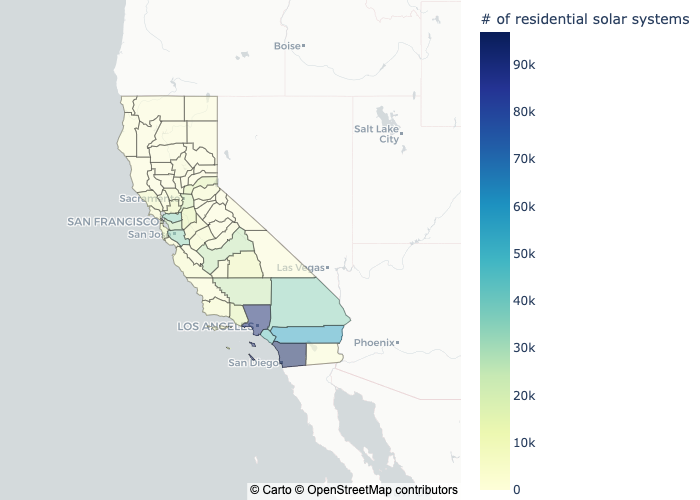 # of residential solar systems
Boise
90k
80k
Salt Lake
City
70k
Sacramento
60k
SAN FRANCISCO
San Jose
50k
Las Vegas
40k
LOS ANGELES
30k
Phoenix
San Diego
20k
10k
0
© Carto © OpenStreetMap contributors